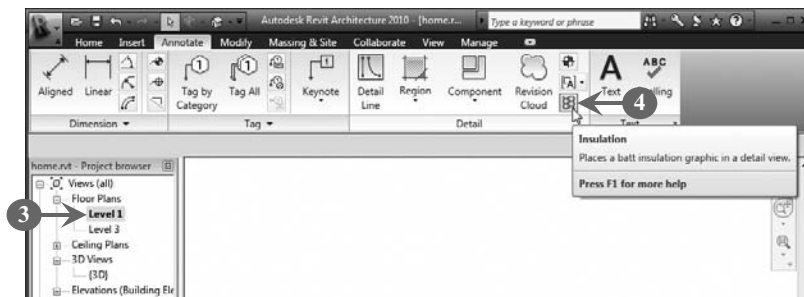 Autodesk Revit Architecture 2010 - [home.r...
Type a keyword or phrase
Home Insert Annotate Modify Massing & Site Collaborate View Manage
Aligned Linear Tag by Category Tag All Keynote Detail Line Region Component Revision Cloud [A] A Text ABC lling
4
Dimension Tag Detail Text
Insulation
Places a batt insulation graphic in a detail view.
Press F1 for more help
home.rvt - Project browser
Views (all)
Floor Plans
3
Level 1
Level 3
Ceiling Plans
3D Views
{3D}
Elevations (Building Ele